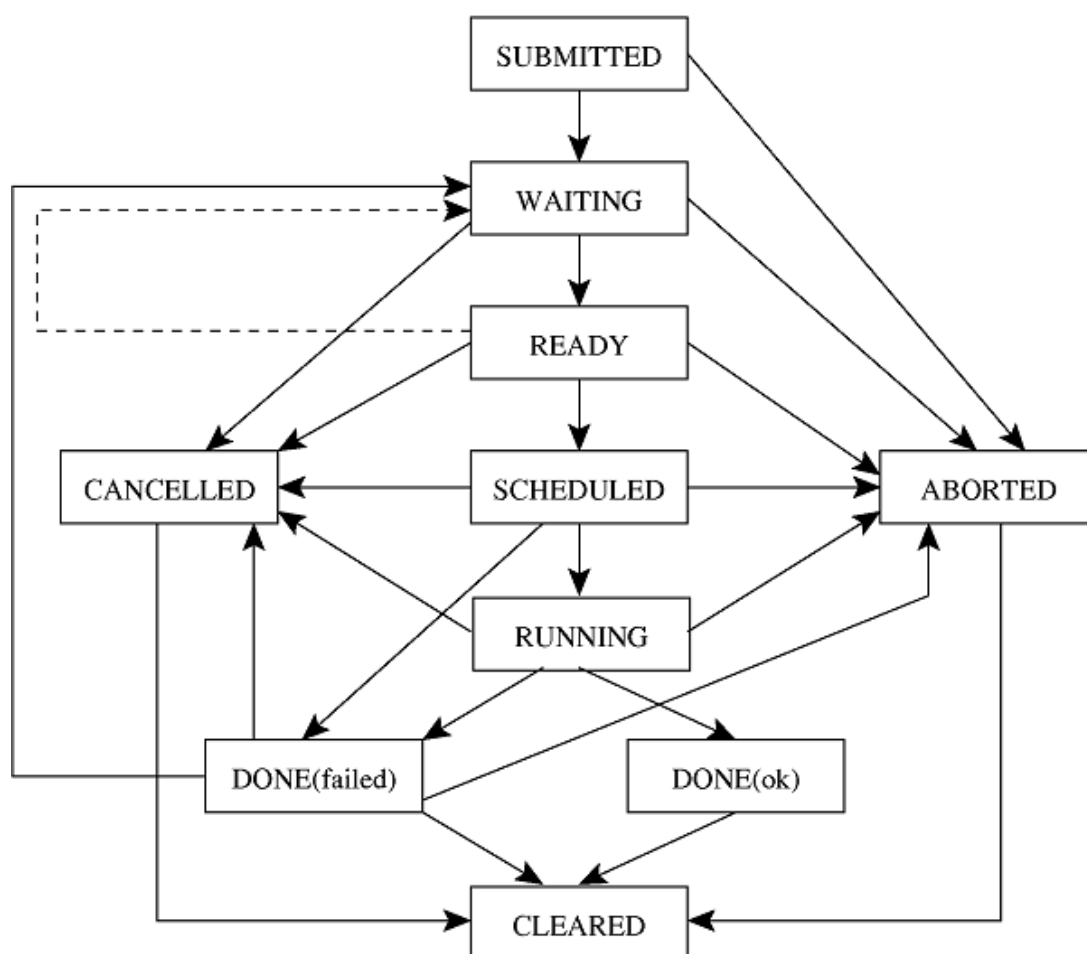 SUBMITTED
WAITING
READY
CANCELLED
SCHEDULED
ABORTED
RUNNING
DONE(failed)
DONE(ok)
CLEARED